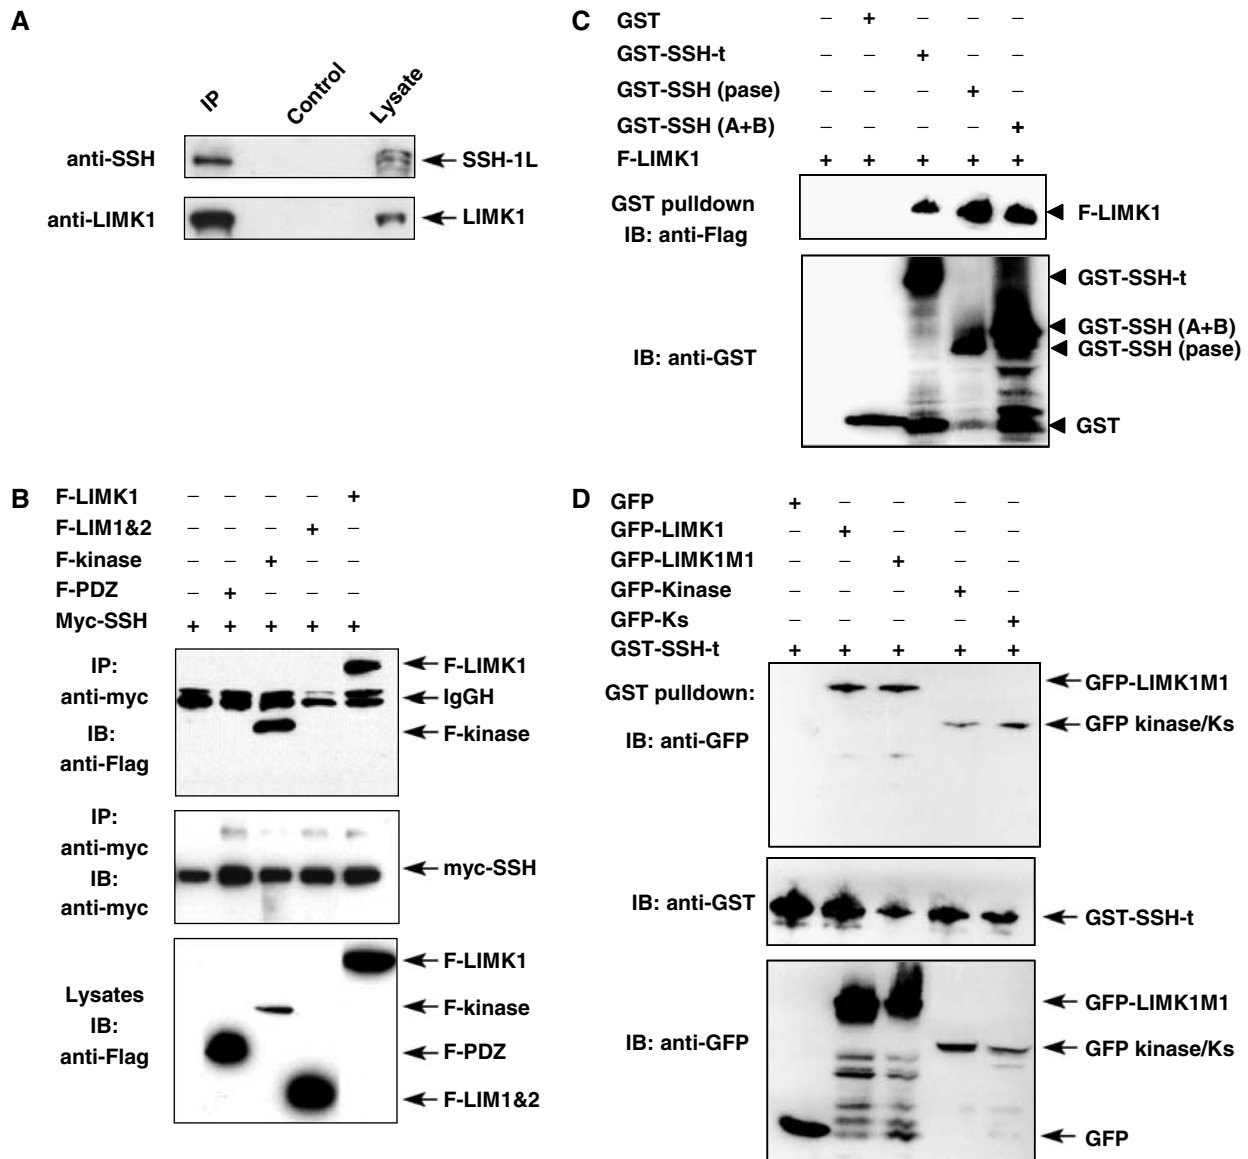 A
IP
Control
Lysate
anti-SSH
SSH-1L
anti-LIMK1
LIMK1
B
F-LIMK1 – – – – +
F-LIM1&2 – – – + –
F-kinase – – + – –
F-PDZ – + – – –
Myc-SSH + + + + +
IP:
anti-myc
IB:
anti-Flag
F-LIMK1
IgGH
F-kinase
IP:
anti-myc
IB:
anti-myc
myc-SSH
Lysates
IB:
anti-Flag
F-LIMK1
F-kinase
F-PDZ
F-LIM1&2
C
GST – + – – –
GST-SSH-t – – + – –
GST-SSH (pase) – – – + –
GST-SSH (A+B) – – – – +
F-LIMK1 + + + + +
GST pulldown
IB: anti-Flag
F-LIMK1
IB: anti-GST
GST-SSH-t
GST-SSH (A+B)
GST-SSH (pase)
GST
D
GFP + – – – –
GFP-LIMK1 – + – – –
GFP-LIMK1M1 – – + – –
GFP-Kinase – – – + –
GFP-Ks – – – – +
GST-SSH-t + + + + +
GST pulldown:
IB: anti-GFP
GFP-LIMK1M1
GFP kinase/Ks
IB: anti-GST
GST-SSH-t
IB: anti-GFP
GFP-LIMK1M1
GFP kinase/Ks
GFP